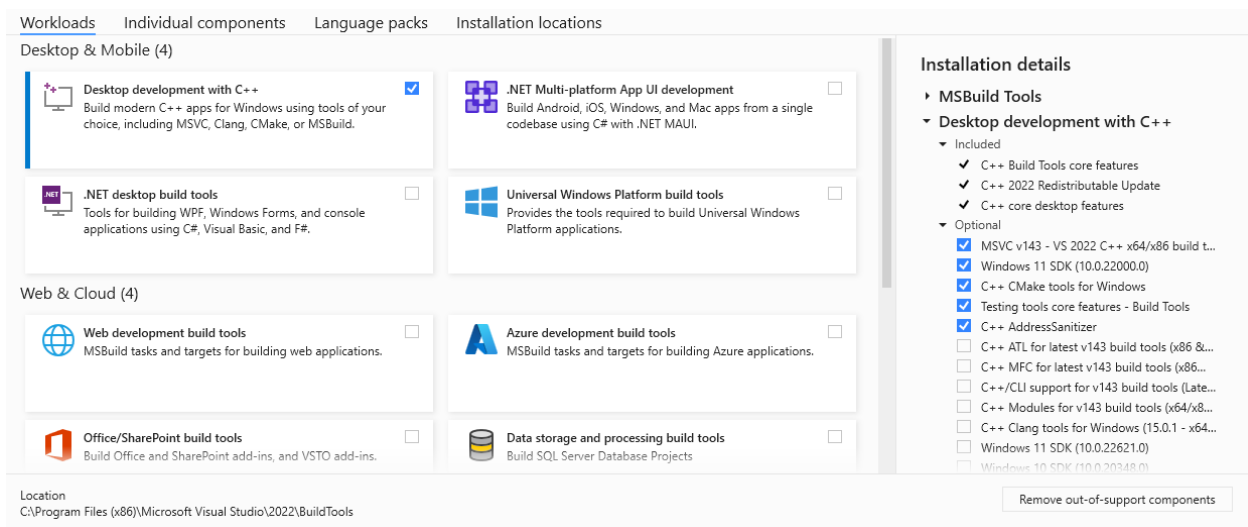 Workloads Individual components Language packs Installation locations
Desktop & Mobile (4)
Desktop development with C++
Build modern C++ apps for Windows using tools of your
choice, including MSVC, Clang, CMake, or MSBuild.
.NET Multi-platform App UI development
Build Android, iOS, Windows, and Mac apps from a single
codebase using C# with .NET MAUI.
.NET
.NET desktop build tools
Tools for building WPF, Windows Forms, and console
applications using C#, Visual Basic, and F#.
Universal Windows Platform build tools
Provides the tools required to build Universal Windows
Platform applications.
Web & Cloud (4)
Web development build tools
MSBuild tasks and targets for building web applications.
Azure development build tools
MSBuild tasks and targets for building Azure applications.
Office/SharePoint build tools
Build Office and SharePoint add-ins, and VSTO add-ins.
Data storage and processing build tools
Build SQL Server Database Projects
Installation details
MSBuild Tools
Desktop development with C++
Included
C++ Build Tools core features
C++ 2022 Redistributable Update
C++ core desktop features
Optional
MSVC v143 - VS 2022 C++ x64/x86 build t...
Windows 11 SDK (10.0.22000.0)
C++ CMake tools for Windows
Testing tools core features - Build Tools
C++ AddressSanitizer
C++ ATL for latest v143 build tools (x86 &...
C++ MFC for latest v143 build tools (x86...
C++/CLI support for v143 build tools (Late...
C++ Modules for v143 build tools (x64/x8...
C++ Clang tools for Windows (15.0.1 - x64...
Windows 11 SDK (10.0.22621.0)
Windows 10 SDK (10.0.20348.0)
Location
C:\Program Files (x86)\Microsoft Visual Studio\2022\BuildTools
Remove out-of-support components